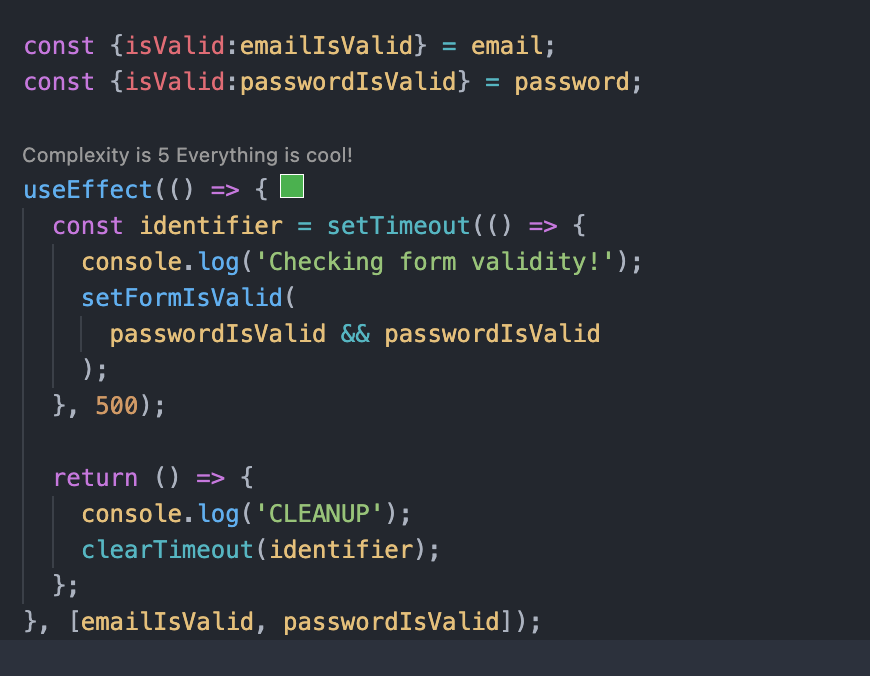 const {isValid:emailIsValid} = email;
const {isValid:passwordIsValid} = password;
Complexity is 5 Everything is cool!
useEffect(() => {
const identifier = setTimeout(() => {
console.log('Checking form validity!');
setFormIsValid(
passwordIsValid && passwordIsValid
);
}, 500);
return () => {
console.log('CLEANUP');
clearTimeout(identifier);
};
}, [emailIsValid, passwordIsValid]);